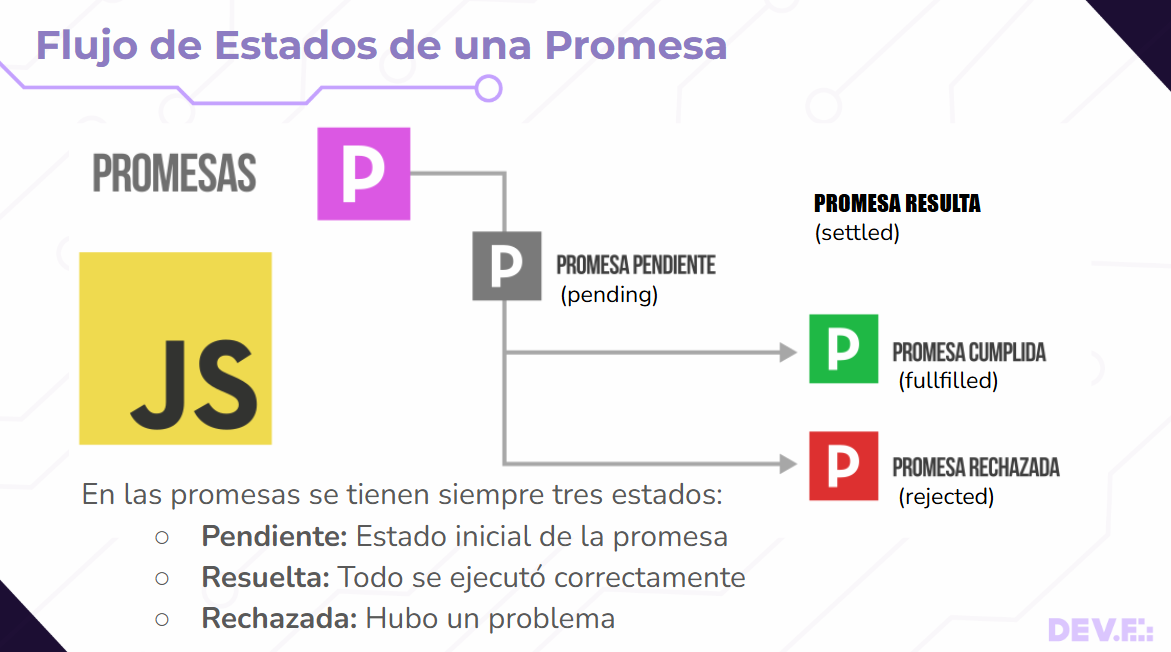 Flujo de Estados de una Promesa
PROMESAS
P
P
PROMESA PENDIENTE
(pending)
PROMESA RESULTA
(settled)
P
PROMESA CUMPLIDA
(fullfilled)
P
PROMESA RECHAZADA
(rejected)
JS
En las promesas se tienen siempre tres estados:
○ Pendiente: Estado inicial de la promesa
○ Resuelta: Todo se ejecutó correctamente
○ Rechazada: Hubo un problema
DEV.F.: